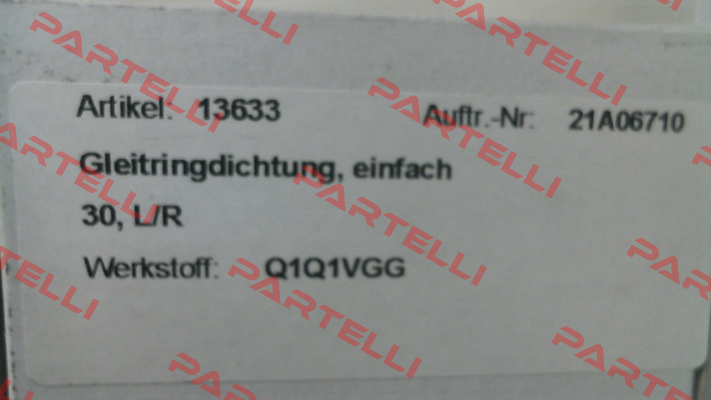 Artikel: 13633 Auftr.-Nr: 21A06710
Gleitringdichtung, einfach
30, L/R
Werkstoff: Q1Q1VGG
PARTELLI